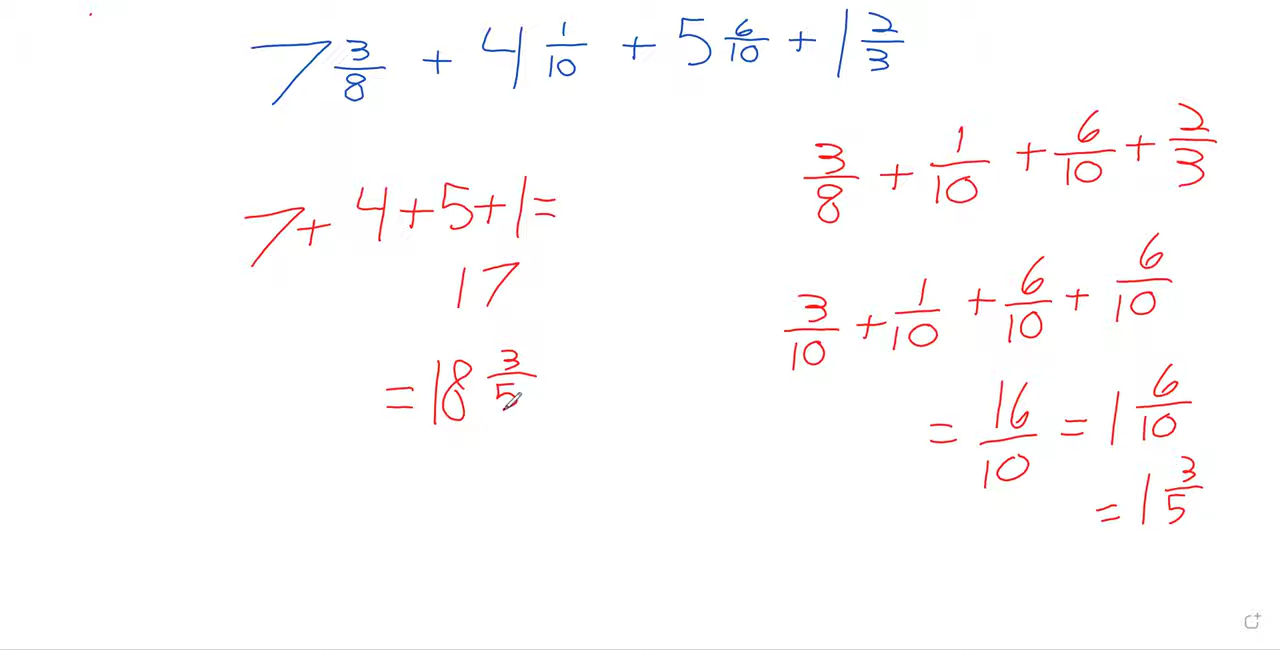 7 3/8 + 4 1/10 + 5 6/10 + 1 2/3
3/8 + 1/10 + 6/10 + 2/3
7 + 4 + 5 + 1 =
17
3/10 + 1/10 + 6/10 + 6/10
= 18 3/5
= 16/10 = 1 6/10
= 1 3/5